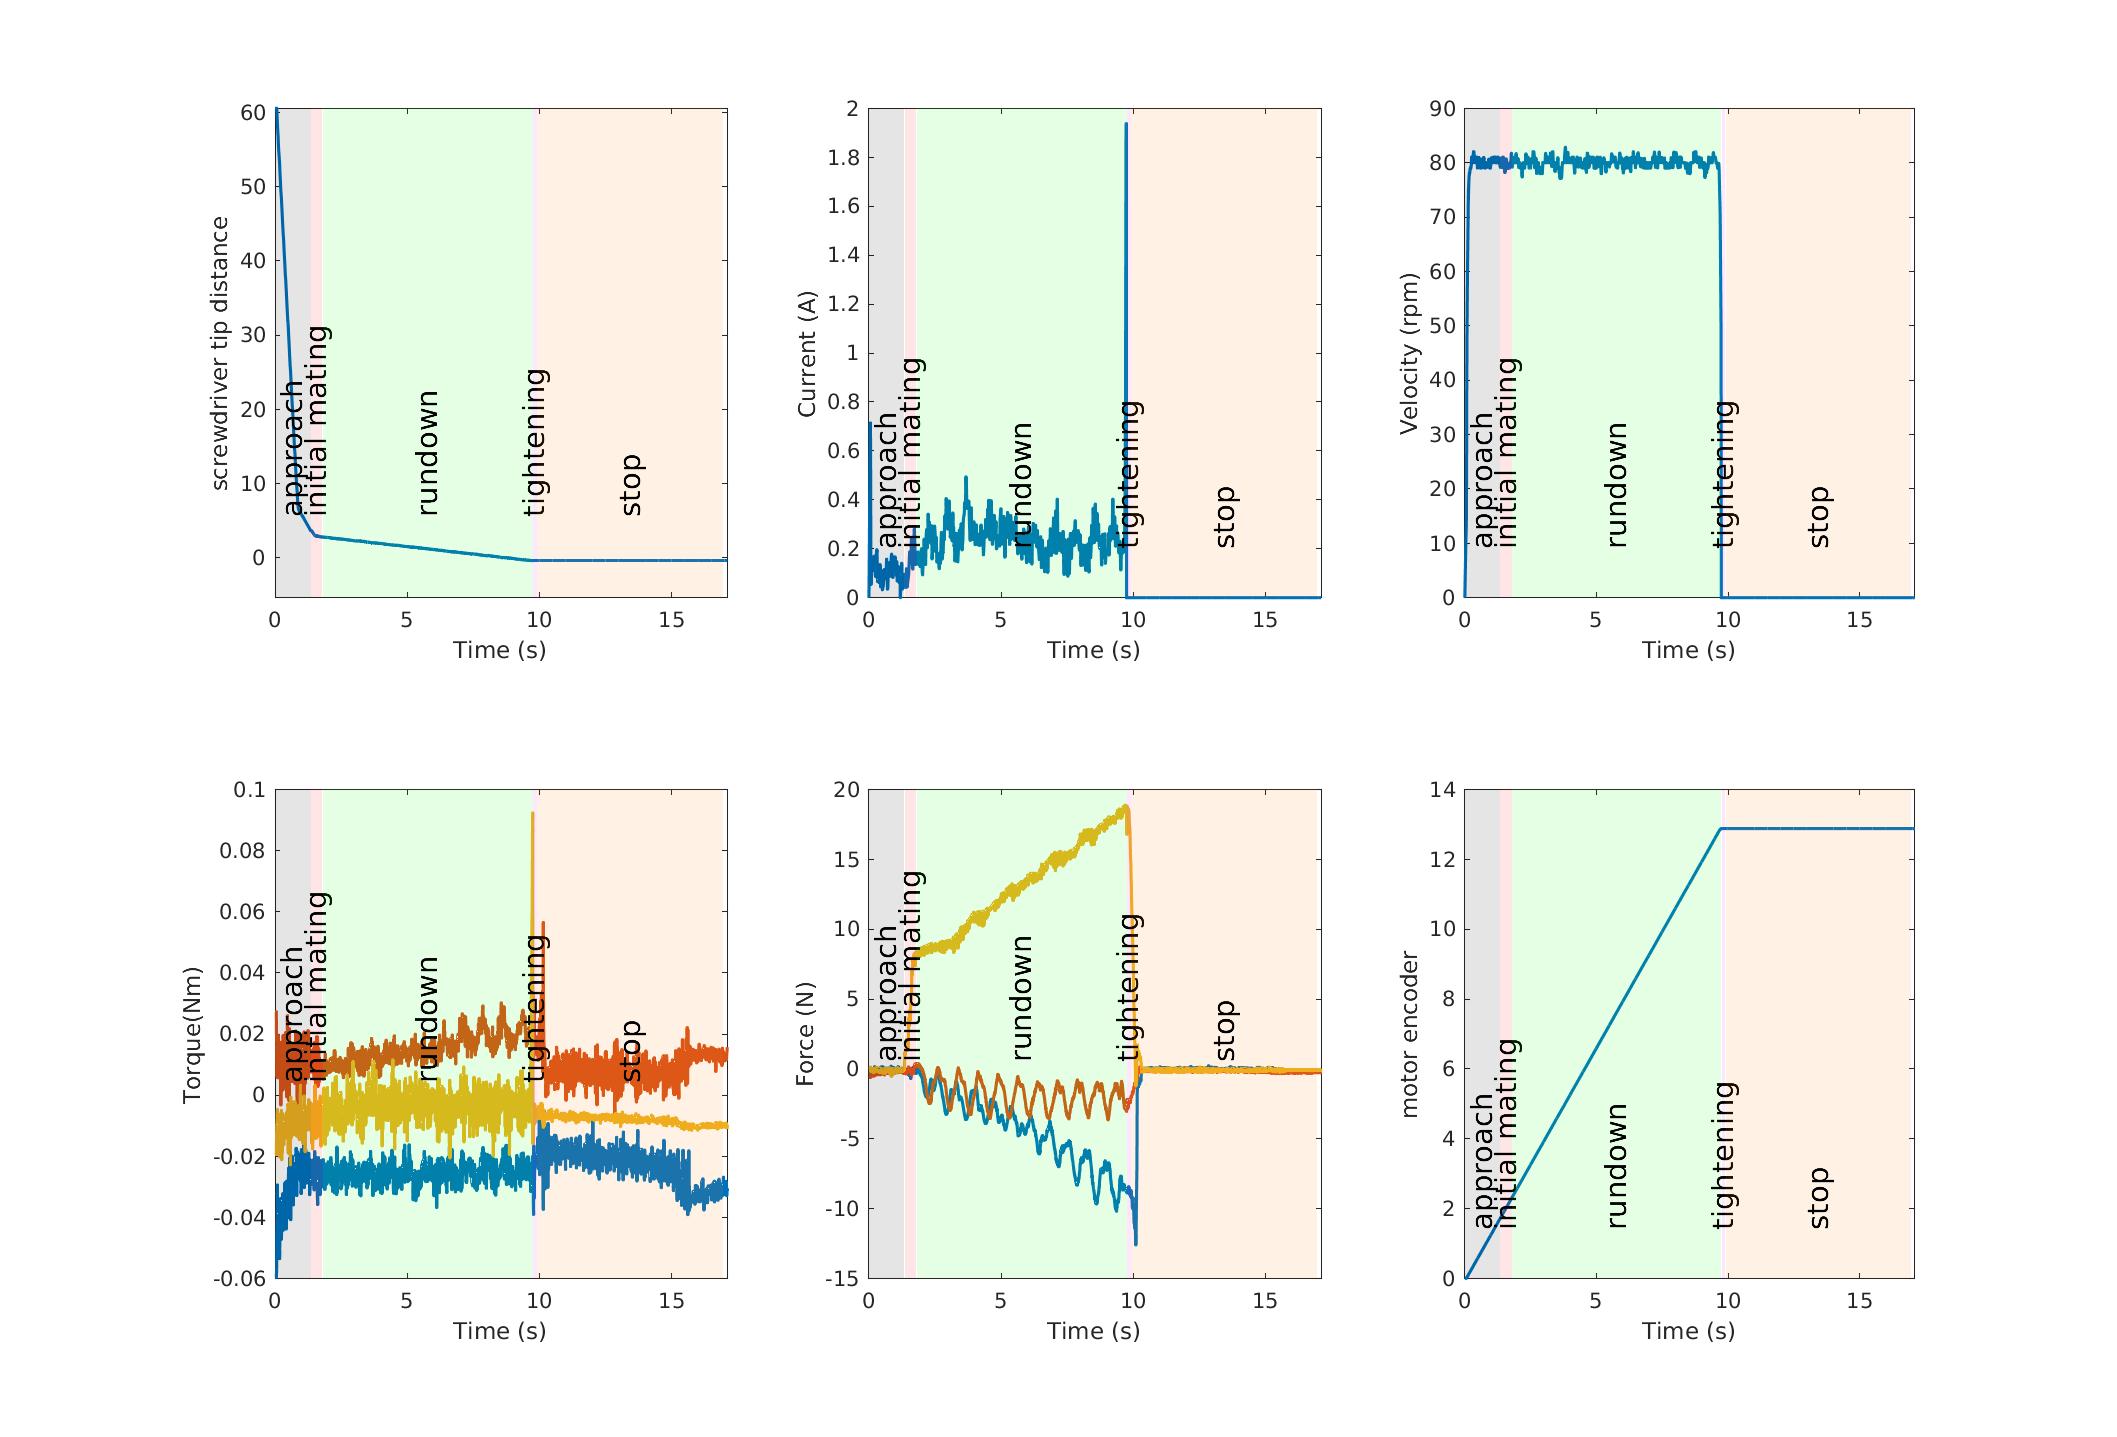 60
50
40
30
20
10
0
screwdriver tip distance
approach
initial mating
rundown
tightening
stop
0 5 10 15
Time (s)
2
1.8
1.6
1.4
1.2
1
0.8
0.6
0.4
0.2
0
Current (A)
approach
initial mating
rundown
tightening
stop
0 5 10 15
Time (s)
90
80
70
60
50
40
30
20
10
0
Velocity (rpm)
approach
initial mating
rundown
tightening
stop
0 5 10 15
Time (s)
0.1
0.08
0.06
0.04
0.02
0
-0.02
-0.04
-0.06
Torque(Nm)
approach
initial mating
rundown
tightening
stop
0 5 10 15
Time (s)
20
15
10
5
0
-5
-10
-15
Force (N)
approach
initial mating
rundown
tightening
stop
0 5 10 15
Time (s)
14
12
10
8
6
4
2
0
motor encoder
approach
initial mating
rundown
tightening
stop
0 5 10 15
Time (s)